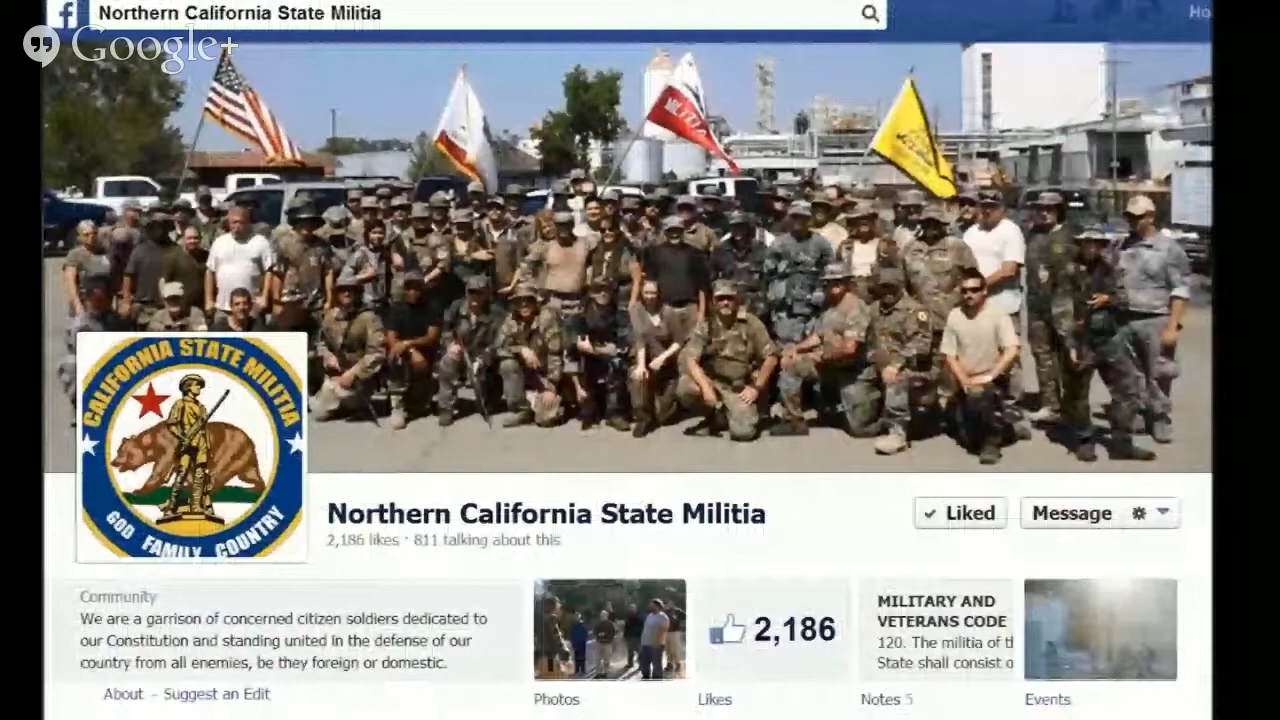 f Northern California State Militia
Ho
Google+
MILITIA
CALIFORNIA STATE MILITIA
GOD FAMILY COUNTRY
Northern California State Militia
Liked
Message
2,186 likes · 811 talking about this
Community
We are a garrison of concerned citizen soldiers dedicated to
our Constitution and standing united in the defense of our
country from all enemies, be they foreign or domestic.
About - Suggest an Edit
Photos
2,186
Likes
MILITARY AND
VETERANS CODE
120. The militia of th
State shall consist o
Notes 5
Events